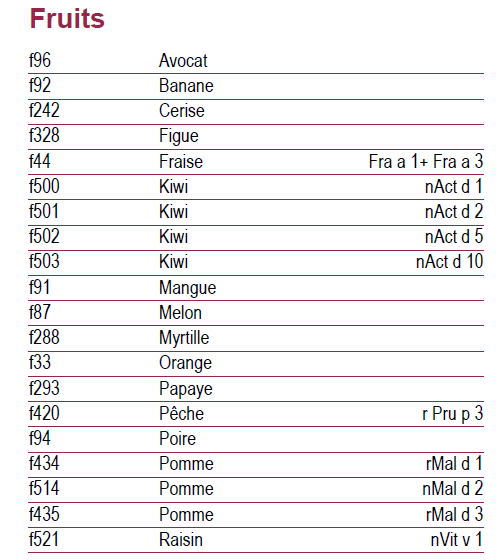 Fruits
f96 Avocat
f92 Banane
f242 Cerise
f328 Figue
f44 Fraise Fra a 1+ Fra a 3
f500 Kiwi nAct d 1
f501 Kiwi nAct d 2
f502 Kiwi nAct d 5
f503 Kiwi nAct d 10
f91 Mangue
f87 Melon
f288 Myrtille
f33 Orange
f293 Papaye
f420 Pêche r Pru p 3
f94 Poire
f434 Pomme rMal d 1
f514 Pomme nMal d 2
f435 Pomme rMal d 3
f521 Raisin nVit v 1